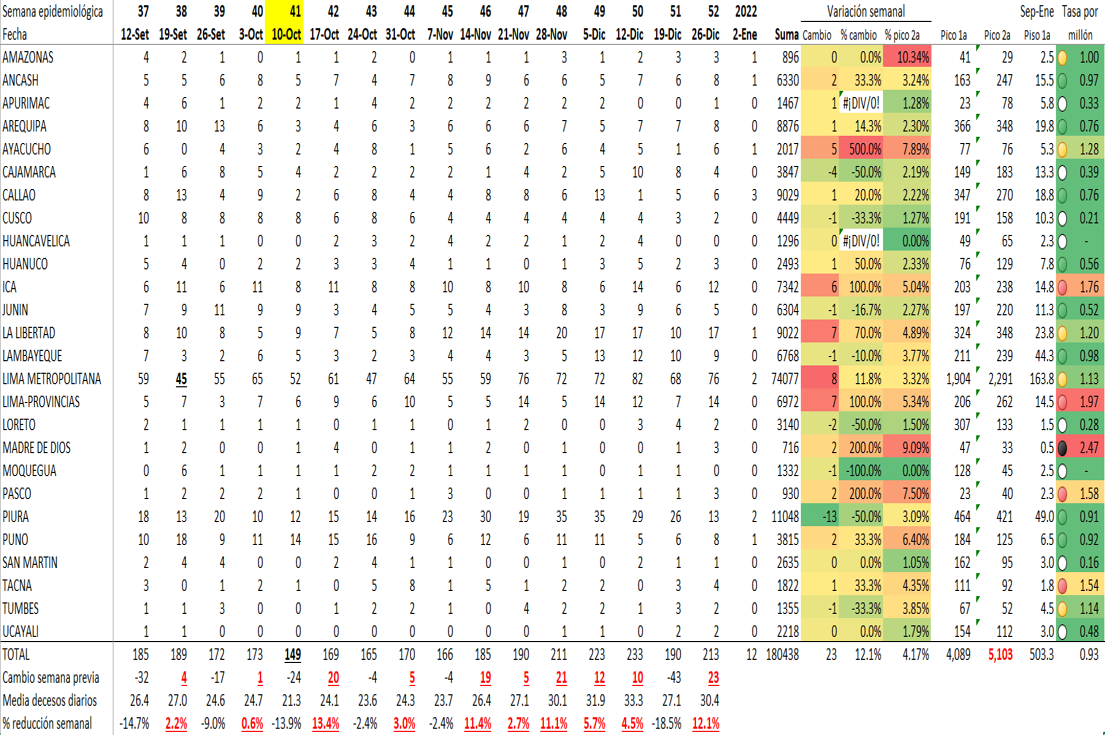 Semana epidemiológica 37 38 39 40 41 42 43 44 45 46 47 48 49 50 51 52 2022 Variación semanal Sep-Ene Tasa por
Fecha 12-Set 19-Set 26-Set 3-Oct 10-Oct 17-Oct 24-Oct 31-Oct 7-Nov 14-Nov 21-Nov 28-Nov 5-Dic 12-Dic 19-Dic 26-Dic 2-Ene Suma Cambio % cambio % pico 2a Pico 1a Pico 2a Piso 1a millón
AMAZONAS 4 2 1 0 1 1 2 0 1 1 1 3 1 2 3 3 1 896 0 0.0% 10.34% 41 29 2.5 1.00
ANCASH 5 5 6 8 5 7 4 7 8 9 6 6 5 7 6 8 1 6330 2 33.3% 3.24% 163 247 15.5 0.97
APURIMAC 4 6 1 2 2 1 4 2 2 2 2 2 2 0 0 1 0 1467 1 #¡DIV/0! 1.28% 23 78 5.8 0.33
AREQUIPA 8 10 13 6 3 4 6 3 6 6 6 7 5 7 7 8 0 8876 1 14.3% 2.30% 366 348 19.8 0.76
AYACUCHO 6 0 4 3 2 4 8 1 5 6 2 6 4 5 1 6 1 2017 5 500.0% 7.89% 77 76 5.3 1.28
CAJAMARCA 1 6 8 5 4 2 2 2 2 1 4 2 5 10 8 4 0 3847 -4 -50.0% 2.19% 149 183 13.3 0.39
CALLAO 8 13 4 9 2 6 8 4 4 8 8 6 13 1 5 6 3 9029 1 20.0% 2.22% 347 270 18.8 0.76
CUSCO 10 8 8 8 8 6 8 6 4 4 4 4 4 4 3 2 0 4449 -1 -33.3% 1.27% 191 158 10.3 0.21
HUANCAVELICA 1 1 1 0 0 2 3 2 4 2 2 1 2 4 0 0 0 1296 0 #¡DIV/0! 0.00% 49 65 2.3 -
HUANUCO 5 4 0 2 2 3 3 4 1 1 0 1 3 5 2 3 0 2493 1 50.0% 2.33% 76 129 7.8 0.56
ICA 6 11 6 11 8 11 8 8 10 8 10 8 6 14 6 12 0 7342 6 100.0% 5.04% 203 238 14.8 1.76
JUNIN 7 9 11 9 9 3 4 5 5 4 3 8 3 9 6 5 0 6304 -1 -16.7% 2.27% 197 220 11.3 0.52
LA LIBERTAD 8 10 8 5 9 7 5 8 12 14 14 20 17 17 10 17 1 9022 7 70.0% 4.89% 324 348 23.8 1.20
LAMBAYEQUE 7 3 2 6 5 3 2 3 4 4 3 5 13 12 10 9 0 6768 -1 -10.0% 3.77% 211 239 44.3 0.98
LIMA METROPOLITANA 59 45 55 65 52 61 47 64 55 59 76 72 72 82 68 76 2 74077 8 11.8% 3.32% 1,904 2,291 163.8 1.13
LIMA-PROVINCIAS 5 7 3 7 6 9 6 10 5 5 14 5 14 12 7 14 0 6972 7 100.0% 5.34% 206 262 14.5 1.97
LORETO 2 1 1 1 1 1 0 1 1 0 1 2 0 3 4 2 0 3140 -2 -50.0% 1.50% 307 133 1.5 0.28
MADRE DE DIOS 1 2 0 0 1 4 0 1 1 2 0 1 0 0 1 3 0 716 2 200.0% 9.09% 47 33 0.5 2.47
MOQUEGUA 0 6 1 1 1 1 2 2 1 1 1 1 0 1 1 0 0 1332 -1 -100.0% 0.00% 128 45 2.5 -
PASCO 1 2 2 2 1 0 0 1 3 0 0 1 1 1 1 3 0 930 2 200.0% 7.50% 23 40 2.3 1.58
PIURA 18 13 20 10 12 15 14 16 23 30 19 35 35 29 26 13 2 11048 -13 -50.0% 3.09% 464 421 49.0 0.91
PUNO 10 18 9 11 14 15 16 9 6 12 6 11 11 5 6 8 1 3815 2 33.3% 6.40% 184 125 6.5 0.92
SAN MARTIN 2 4 4 0 0 2 4 1 1 0 0 1 0 2 1 1 0 2635 0 0.0% 1.05% 162 95 3.0 0.16
TACNA 3 0 1 2 1 0 5 8 1 5 1 2 2 0 3 4 0 1822 1 33.3% 4.35% 111 92 1.8 1.54
TUMBES 1 1 3 0 0 1 2 2 1 0 4 2 2 1 3 2 0 1355 -1 -33.3% 3.85% 67 52 4.5 1.14
UCAYALI 1 1 0 0 0 0 0 0 0 0 0 1 1 0 2 2 0 2218 0 0.0% 1.79% 154 112 3.0 0.48
TOTAL 185 189 172 173 149 169 165 170 166 185 190 211 223 233 190 213 12 180438 23 12.1% 4.17% 4,089 5,103 503.3 0.93
Cambio semana previa -32 4 -17 1 -24 20 -4 5 -4 19 5 21 12 10 -43 23
Media decesos diarios 26.4 27.0 24.6 24.7 21.3 24.1 23.6 24.3 23.7 26.4 27.1 30.1 31.9 33.3 27.1 30.4
% reducción semanal -14.7% 2.2% -9.0% 0.6% -13.9% 13.4% -2.4% 3.0% -2.4% 11.4% 2.7% 11.1% 5.7% 4.5% -18.5% 12.1%